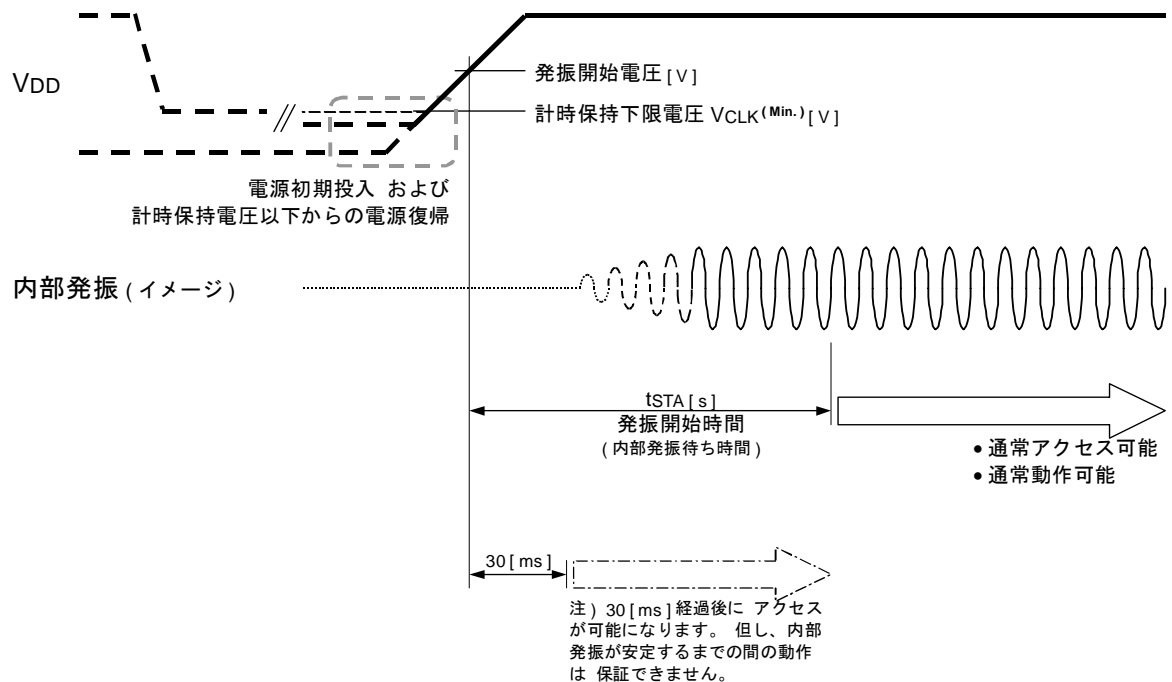 VDD
発振開始電圧 [ V ]
計時保持下限電圧 VCLK (Min.) [ V ]
電源初期投入 および
計時保持電圧以下からの電源復帰
内部発振 ( イメージ )
tSTA [ s ]
発振開始時間
( 内部発振待ち時間 )
• 通常アクセス可能
• 通常動作可能
30 [ ms ]
注 ) 30 [ ms ] 経過後に アクセス
が可能になります。 但し、内部
発振が安定するまでの間の動作
は 保証できません。